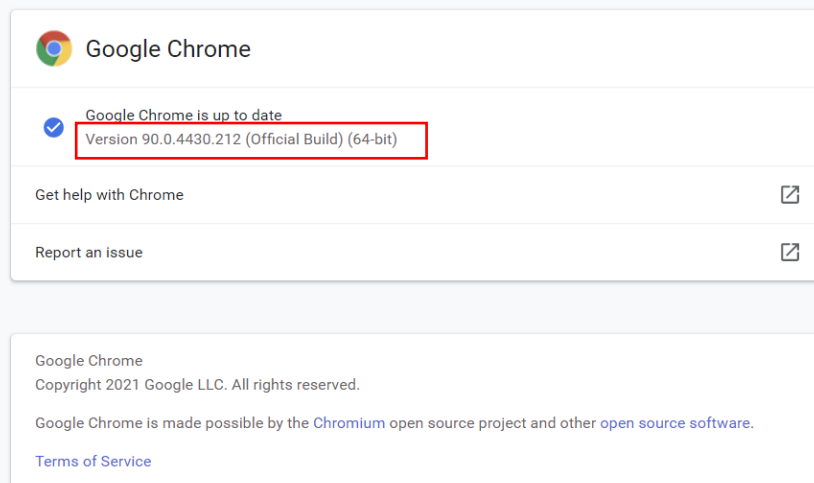 Google Chrome
Google Chrome is up to date
Version 90.0.4430.212 (Official Build) (64-bit)
Get help with Chrome
Report an issue
Google Chrome
Copyright 2021 Google LLC. All rights reserved.
Google Chrome is made possible by the Chromium open source project and other open source software.
Terms of Service